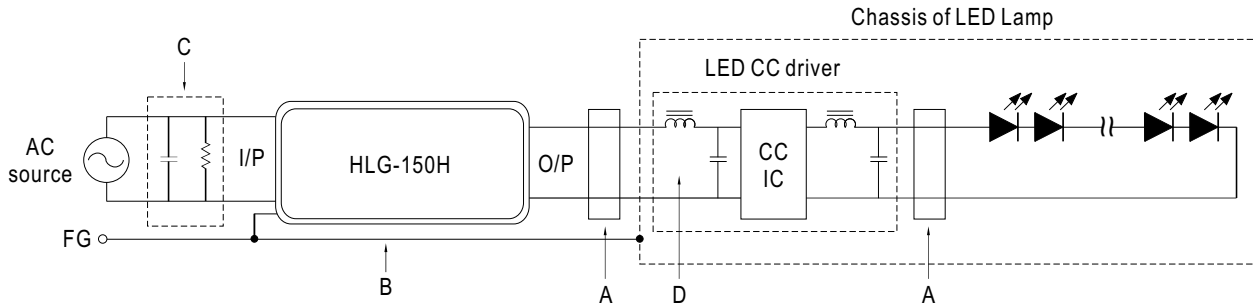 Chassis of LED Lamp
C
LED CC driver
AC
source
I/P
HLG-150H
O/P
CC
IC
FG
B
A
D
A